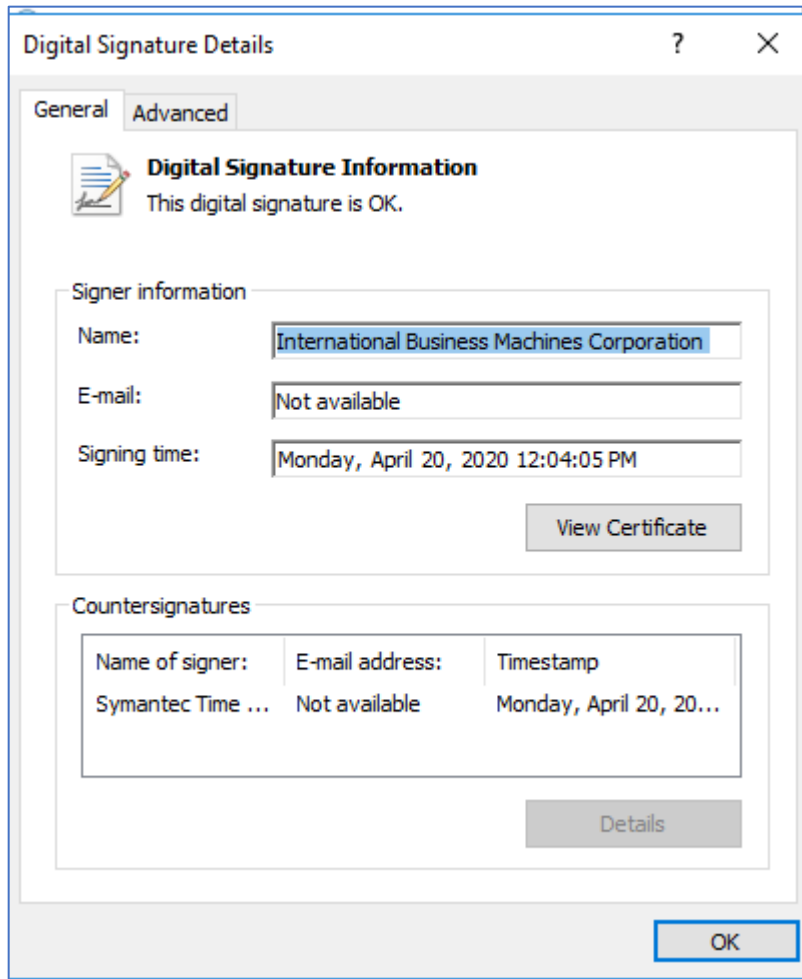 Digital Signature Details ?
General Advanced
Digital Signature Information
This digital signature is OK.
Signer information
Name: International Business Machines Corporation
E-mail: Not available
Signing time: Monday, April 20, 2020 12:04:05 PM
View Certificate
Countersignatures
Name of signer: E-mail address: Timestamp
Symantec Time ... Not available Monday, April 20, 20...
Details
OK